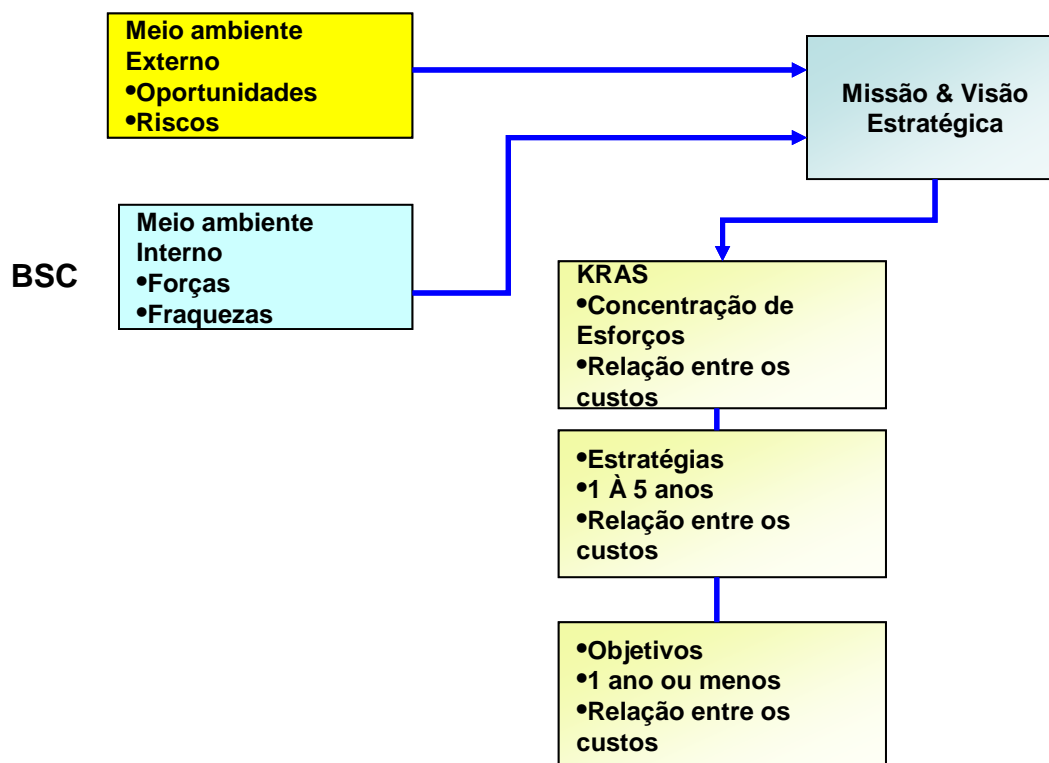 Meio ambiente
Externo
•Oportunidades
•Riscos
Missão & Visão
Estratégica
BSC
Meio ambiente
Interno
•Forças
•Fraquezas
KRAS
•Concentração de
Esforços
•Relação entre os
custos
•Estratégias
•1 À 5 anos
•Relação entre os
custos
•Objetivos
•1 ano ou menos
•Relação entre os
custos